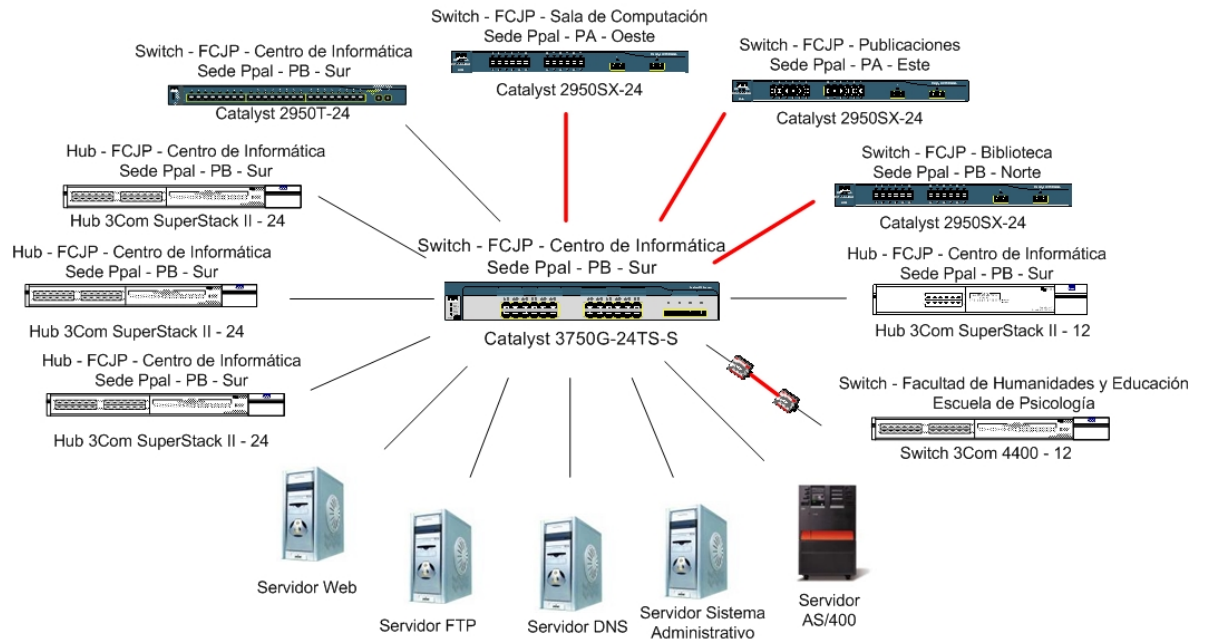 Switch - FCJP - Sala de Computación
Sede Ppal - PA - Oeste
Catalyst 2950SX-24
Switch - FCJP - Centro de Informática
Sede Ppal - PB - Sur
Catalyst 2950T-24
Switch - FCJP - Publicaciones
Sede Ppal - PA - Este
Catalyst 2950SX-24
Hub - FCJP - Centro de Informática
Sede Ppal - PB - Sur
Hub 3Com SuperStack II - 24
Switch - FCJP - Biblioteca
Sede Ppal - PB - Norte
Catalyst 2950SX-24
Switch - FCJP - Centro de Informática
Sede Ppal - PB - Sur
Catalyst 3750G-24TS-S
Hub - FCJP - Centro de Informática
Sede Ppal - PB - Sur
Hub 3Com SuperStack II - 24
Hub - FCJP - Centro de Informática
Sede Ppal - PB - Sur
Hub 3Com SuperStack II - 12
Hub - FCJP - Centro de Informática
Sede Ppal - PB - Sur
Hub 3Com SuperStack II - 24
Switch - Facultad de Humanidades y Educación
Escuela de Psicología
Switch 3Com 4400 - 12
Servidor Web
Servidor FTP
Servidor DNS
Servidor Sistema
Administrativo
Servidor
AS/400